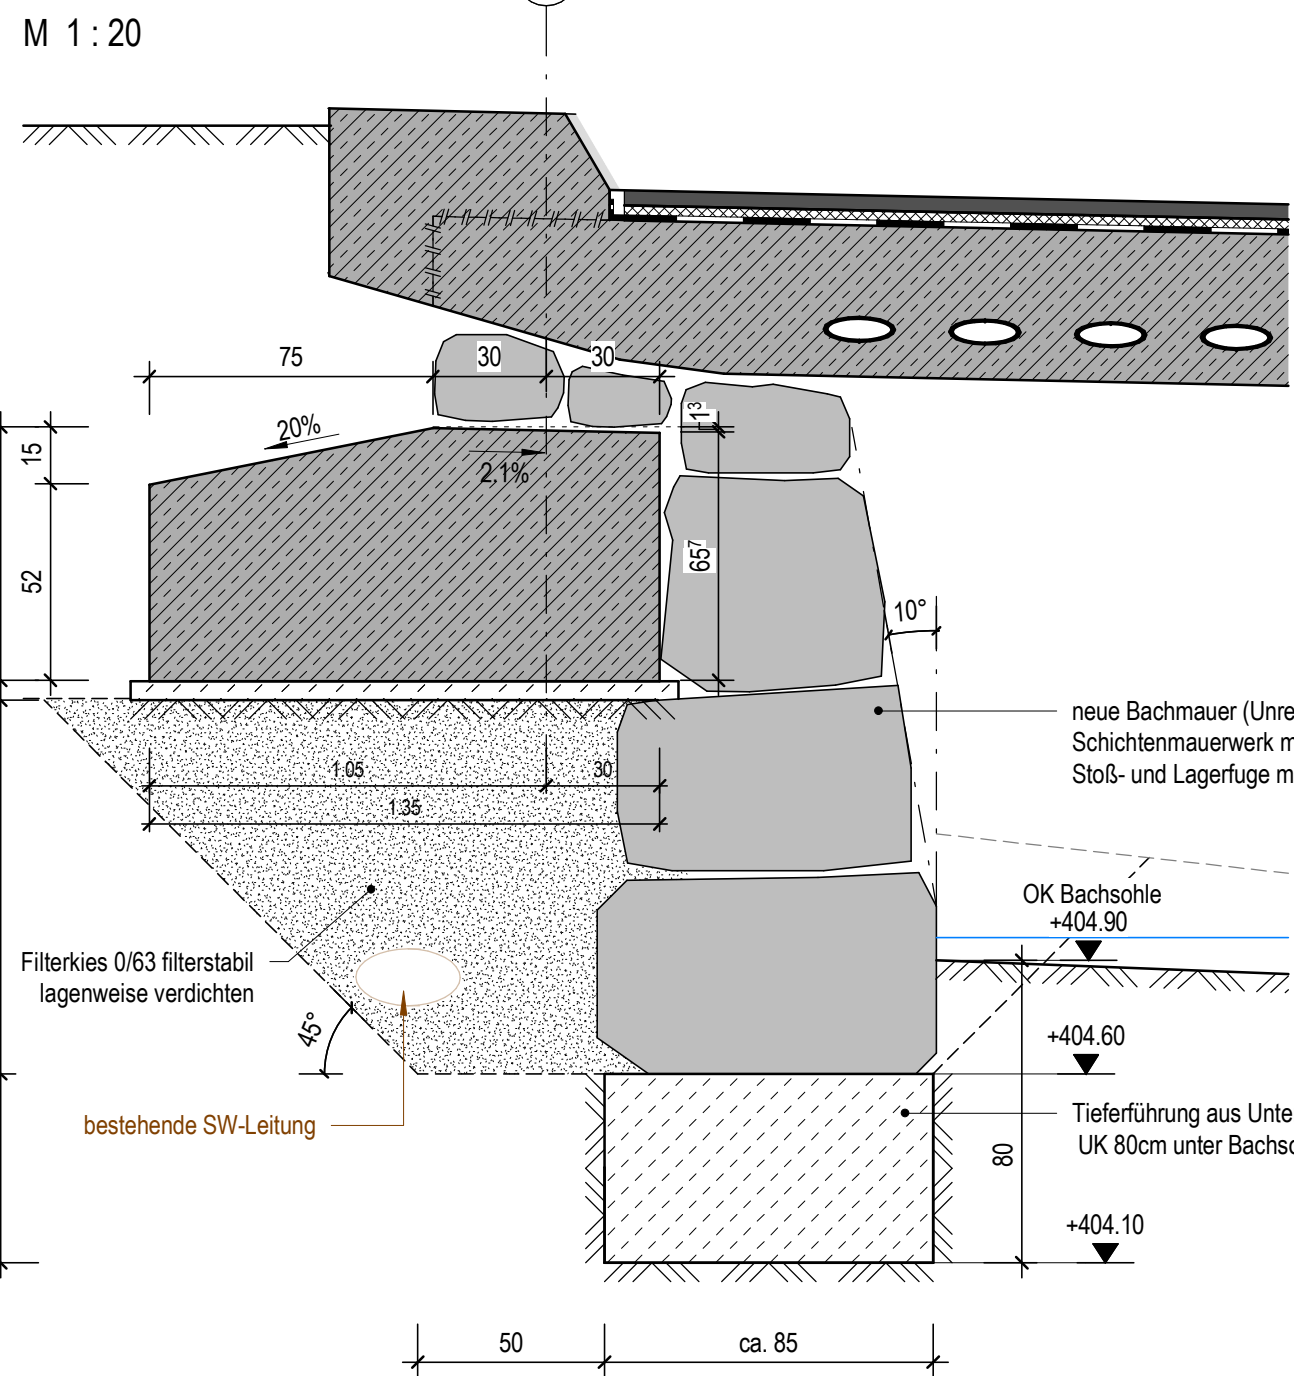 M 1 : 20
75
30
30
20%
15
1³
2.1%
52
65⁷
10°
neue Bachmauer (Unre
Schichtenmauerwerk m
Stoß- und Lagerfuge m
1.05
30
1.35
OK Bachsohle
+404.90
Filterkies 0/63 filterstabil
lagenweise verdichten
45°
+404.60
bestehende SW-Leitung
Tieferführung aus Unte
UK 80cm unter Bachso
80
+404.10
50
ca. 85